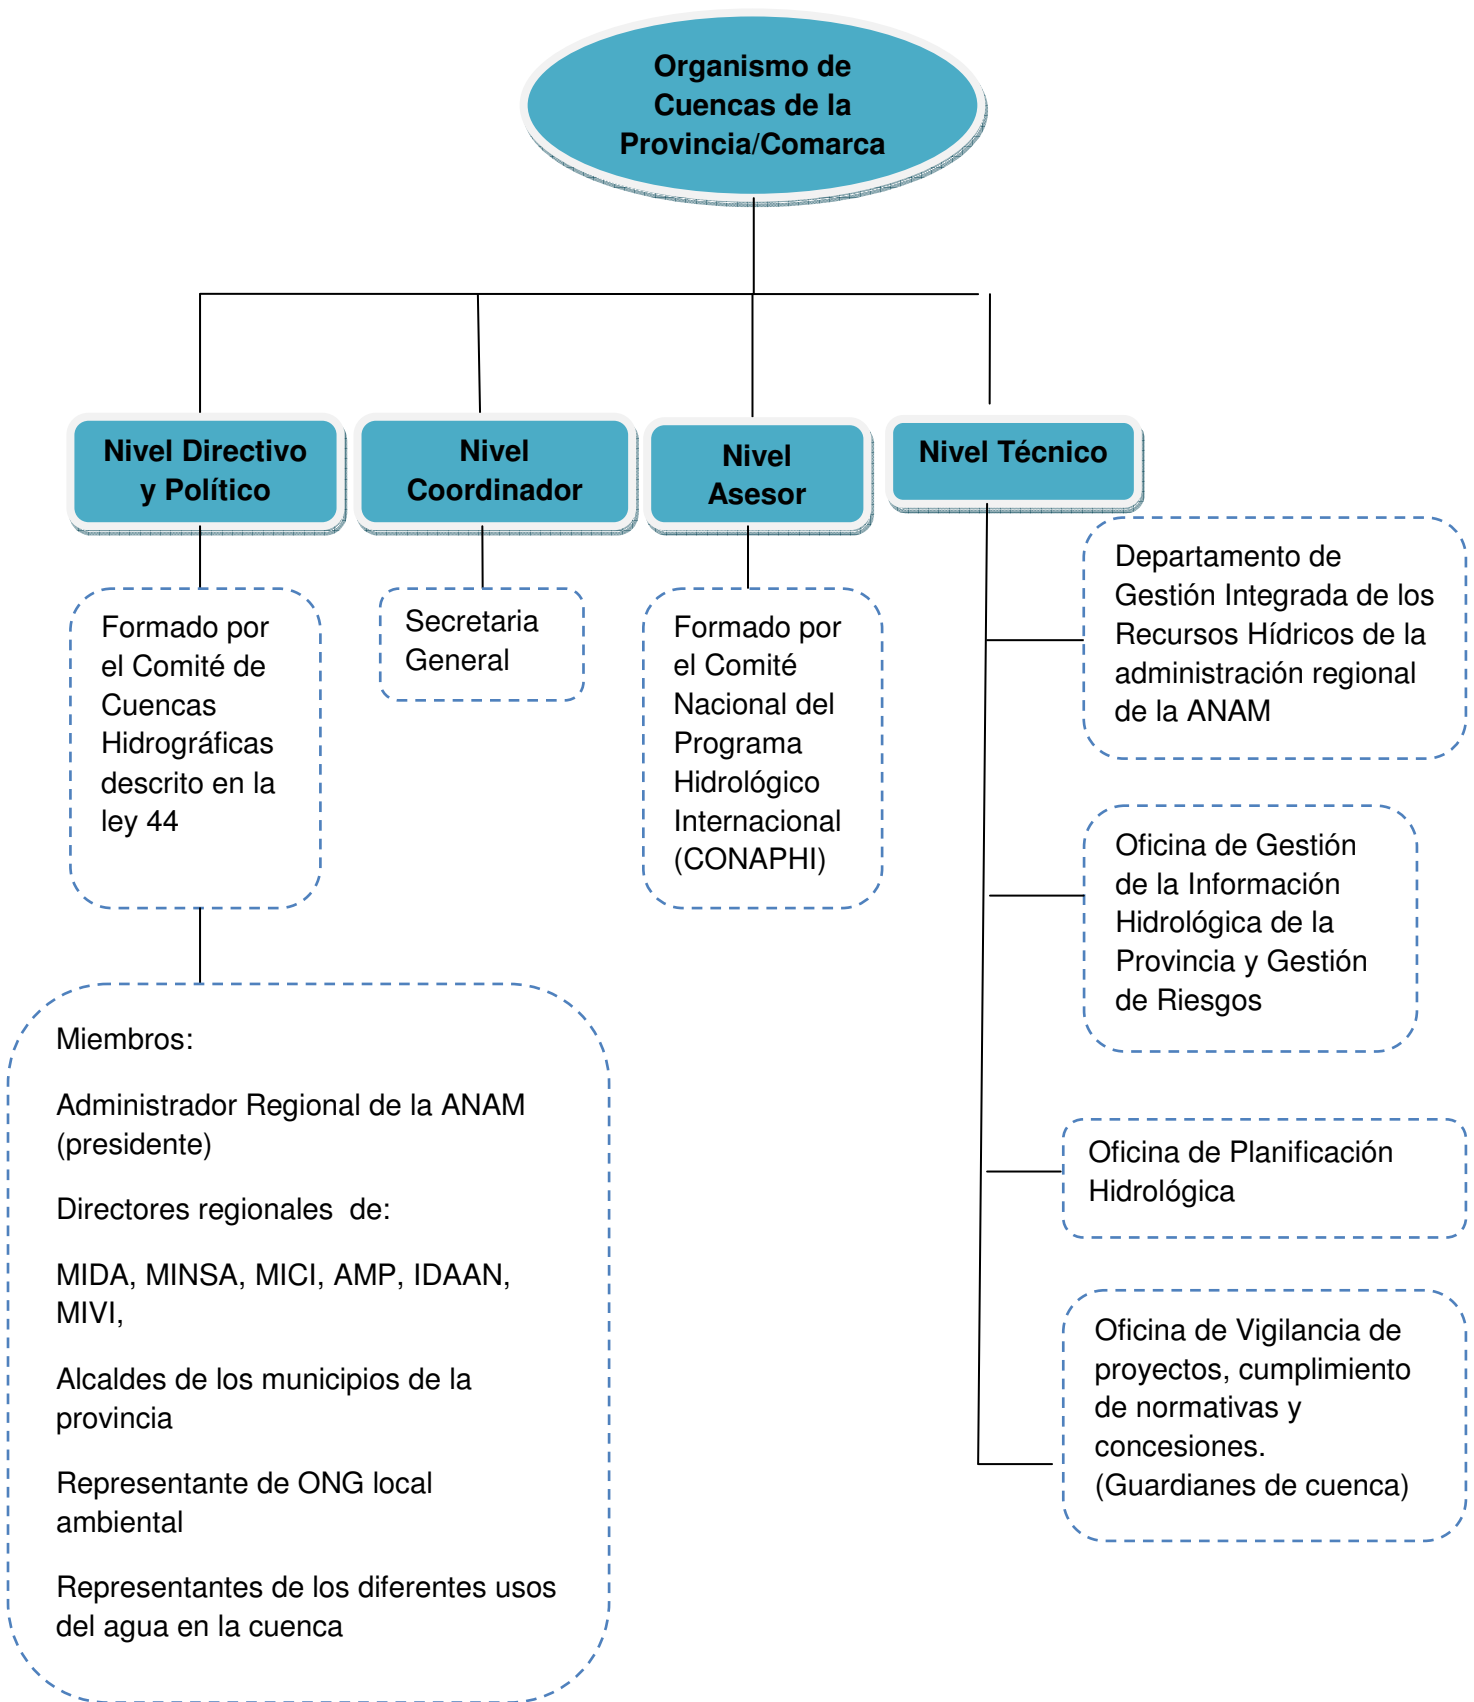 Organismo de
Cuencas de la
Provincia/Comarca
Nivel Directivo
y Político
Nivel
Coordinador
Nivel
Asesor
Nivel Técnico
Formado por
el Comité de
Cuencas
Hidrográficas
descrito en la
ley 44
Secretaria
General
Formado por
el Comité
Nacional del
Programa
Hidrológico
Internacional
(CONAPHI)
Departamento de
Gestión Integrada de los
Recursos Hídricos de la
administración regional
de la ANAM
Oficina de Gestión
de la Información
Hidrológica de la
Provincia y Gestión
de Riesgos
Oficina de Planificación
Hidrológica
Oficina de Vigilancia de
proyectos, cumplimiento
de normativas y
concesiones.
(Guardianes de cuenca)
Miembros:
Administrador Regional de la ANAM
(presidente)
Directores regionales  de:
MIDA, MINSA, MICI, AMP, IDAAN,
MIVI,
Alcaldes de los municipios de la
provincia
Representante de ONG local
ambiental
Representantes de los diferentes usos
del agua en la cuenca